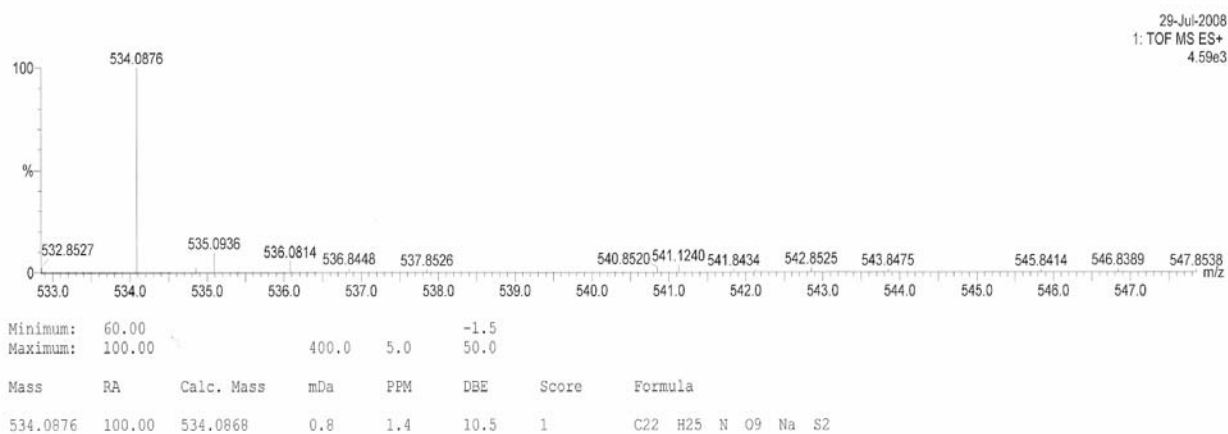 29-Jul-2008
1: TOF MS ES+
4.59e3
534.0876
100
%
0
532.8527 535.0936 536.0814 536.8448 537.8526 540.8520 541.1240 541.8434 542.8525 543.8475 545.8414 546.8389 547.8538
m/z
533.0 534.0 535.0 536.0 537.0 538.0 539.0 540.0 541.0 542.0 543.0 544.0 545.0 546.0 547.0
Minimum: 60.00 -1.5
Maximum: 100.00 400.0 5.0 50.0
Mass RA Calc. Mass mDa PPM DBE Score Formula
534.0876 100.00 534.0868 0.8 1.4 10.5 1 C22 H25 N O9 Na S2